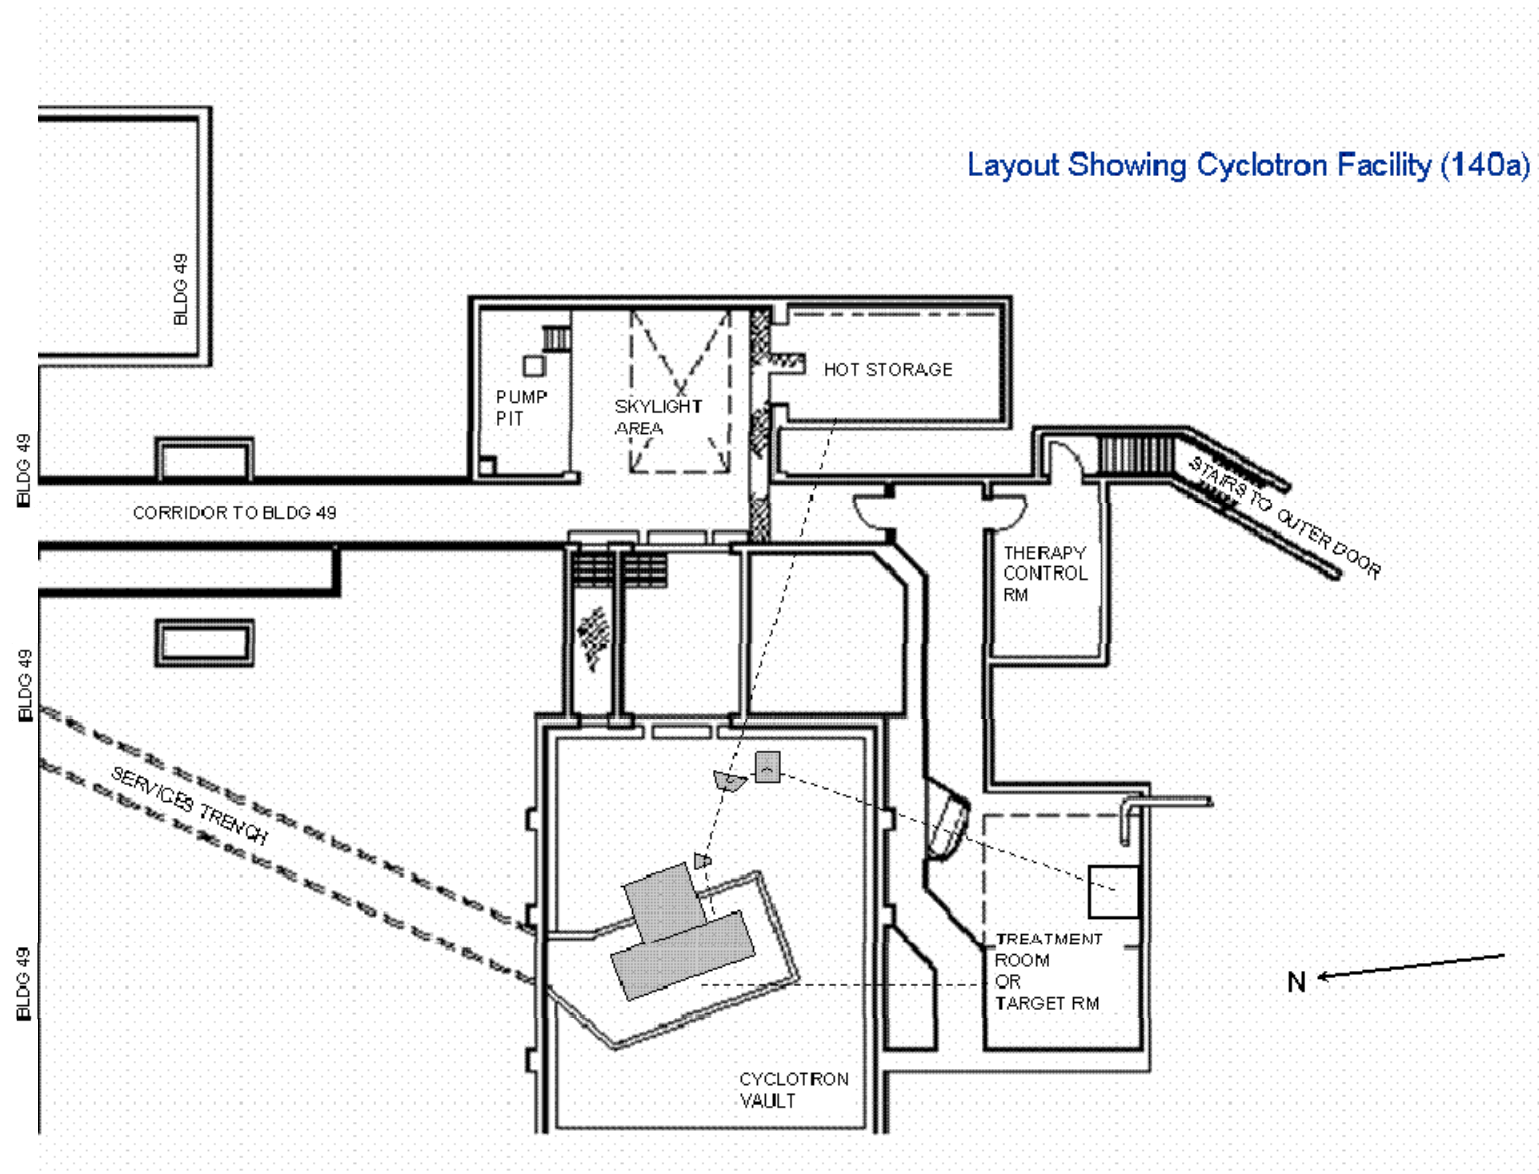 Layout Showing Cyclotron Facility (140a)
BLDG 49
HOT STORAGE
PUMP
PIT
SKYLIGHT
AREA
BLDG 49
STAIRS TO OUTER DOOR
CORRIDOR TO BLDG 49
THERAPY
CONTROL
RM
BLDG 49
SERVICES TRENCH
BLDG 49
TREATMENT
ROOM
OR
TARGET RM
N
CYCLOTRON
VAULT